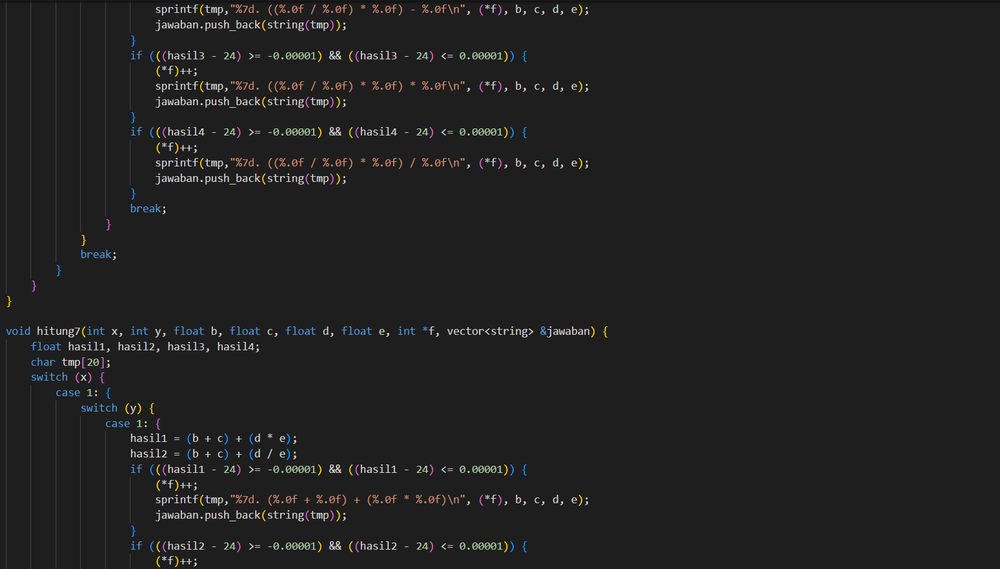 sprintf(tmp,"%7d. ((%.0f / %.0f) * %.0f) - %.0f\n", (*f), b, c, d, e);
jawaban.push_back(string(tmp));
}
if (((hasil3 - 24) >= -0.00001) && ((hasil3 - 24) <= 0.00001)) {
(*f)++;
sprintf(tmp,"%7d. ((%.0f / %.0f) * %.0f) * %.0f\n", (*f), b, c, d, e);
jawaban.push_back(string(tmp));
}
if (((hasil4 - 24) >= -0.00001) && ((hasil4 - 24) <= 0.00001)) {
(*f)++;
sprintf(tmp,"%7d. ((%.0f / %.0f) * %.0f) / %.0f\n", (*f), b, c, d, e);
jawaban.push_back(string(tmp));
}
break;
}
}
break;
}
}
}
void hitung7(int x, int y, float b, float c, float d, float e, int *f, vector<string> &jawaban) {
float hasil1, hasil2, hasil3, hasil4;
char tmp[20];
switch (x) {
case 1: {
switch (y) {
case 1: {
hasil1 = (b + c) + (d * e);
hasil2 = (b + c) + (d / e);
if (((hasil1 - 24) >= -0.00001) && ((hasil1 - 24) <= 0.00001)) {
(*f)++;
sprintf(tmp,"%7d. (%.0f + %.0f) + (%.0f * %.0f)\n", (*f), b, c, d, e);
jawaban.push_back(string(tmp));
}
if (((hasil2 - 24) >= -0.00001) && ((hasil2 - 24) <= 0.00001)) {
(*f)++;